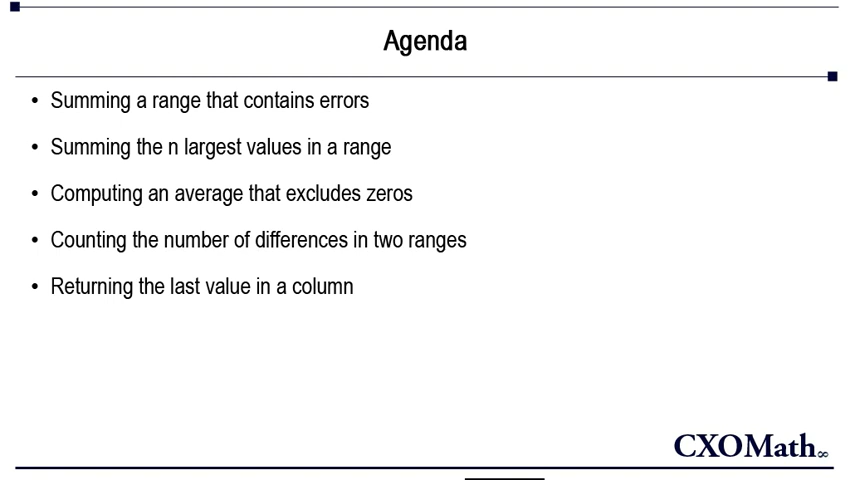 Agenda
• Summing a range that contains errors
• Summing the n largest values in a range
• Computing an average that excludes zeros
• Counting the number of differences in two ranges
• Returning the last value in a column
CXOMath∞